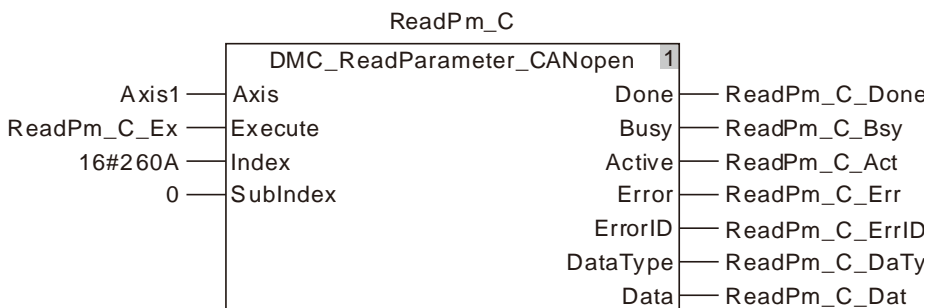 ReadPm_C
DMC_ReadParameter_CANopen 1
Axis1 Axis Done ReadPm_C_Done
ReadPm_C_Ex Execute Busy ReadPm_C_Bsy
16#260A Index Active ReadPm_C_Act
0 SubIndex Error ReadPm_C_Err
ErrorID ReadPm_C_ErrID
DataType ReadPm_C_DaTy
Data ReadPm_C_Dat